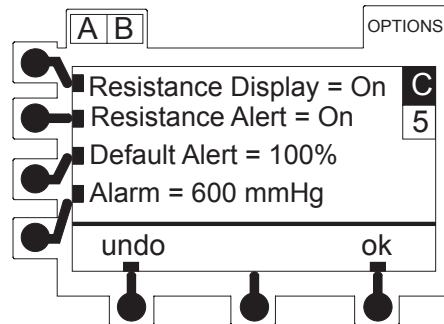 A B
OPTIONS
Resistance Display = On
C
Resistance Alert = On
5
Default Alert = 100%
Alarm = 600 mmHg
undo
ok